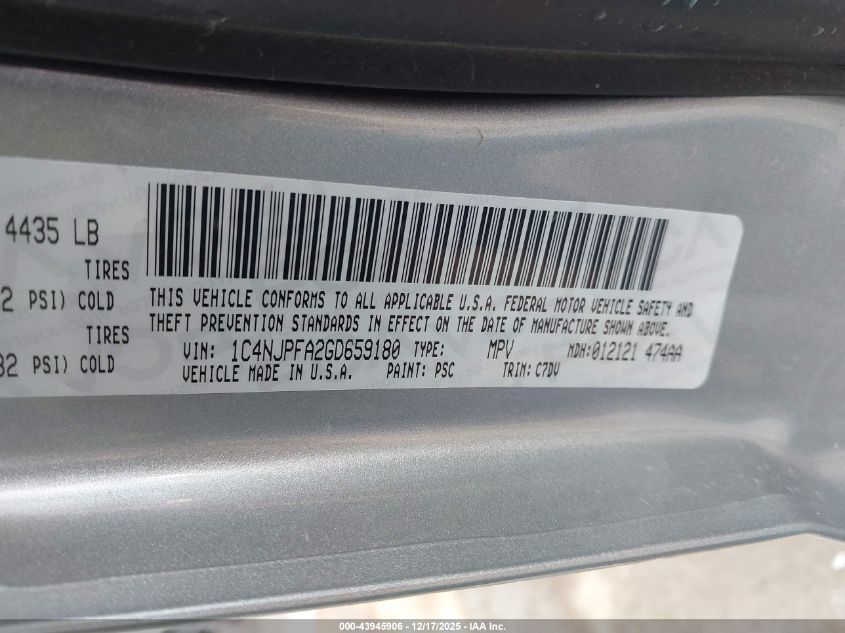 4435 LB
TIRES
2 PSI) COLD
TIRES
32 PSI) COLD
THIS VEHICLE CONFORMS TO ALL APPLICABLE U.S.A. FEDERAL MOTOR VEHICLE SAFETY AND
THEFT PREVENTION STANDARDS IN EFFECT ON THE DATE OF MANUFACTURE SHOWN ABOVE.
VIN: 1C4NJPFA2GD659180 TYPE: MPV MDH:012121 474AA
VEHICLE MADE IN U.S.A. PAINT: PSC TRIM: C7DV
000-43945906 - 12/17/2025 - IAA Inc.